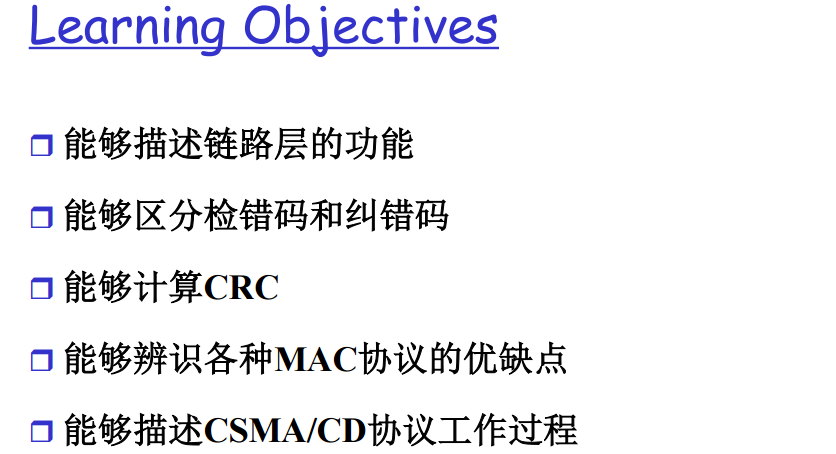 Learning Objectives
能够描述链路层的功能
能够区分检错码和纠错码
能够计算CRC
能够辨识各种MAC协议的优缺点
能够描述CSMA/CD协议工作过程